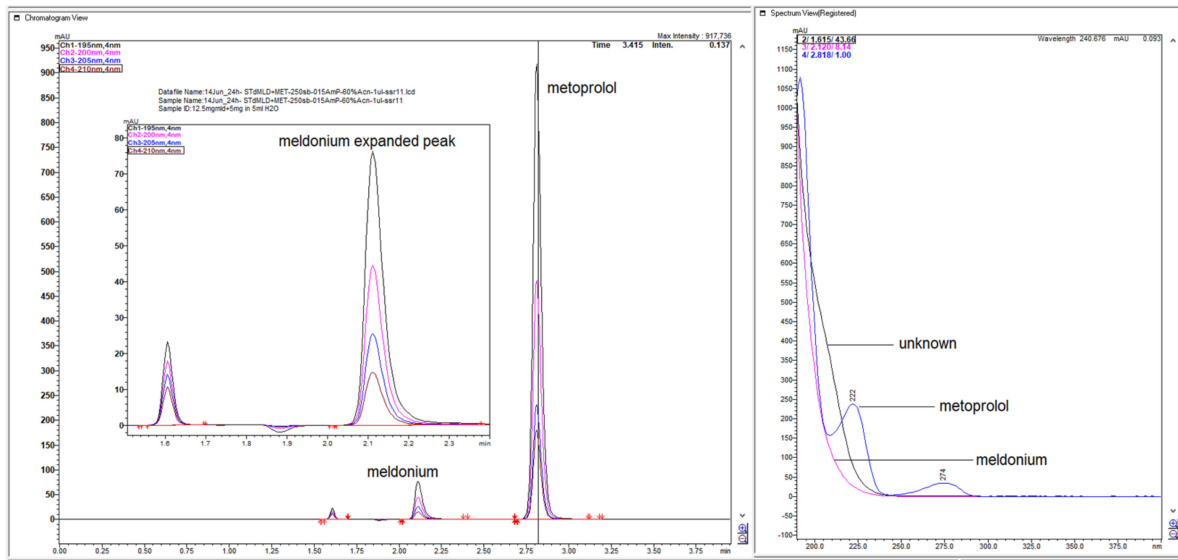 Chromatogram View
mAU
Max Intensity : 917,736
Ch1-195nm,4nm
Time 3.415 Inten. 0.137
Ch2-200nm,4nm
Ch3-205nm,4nm
Ch4-210nm,4nm
Datafile Name:14Jun_24h- STdMLD+MET-250sb-015AmP-60%Acn-1ul-ssr11.lcd
Sample Name:14Jun_24h- STdMLD+MET-250sb-015AmP-60%Acn-1ul-ssr11
Sample ID:12.5mgmld+5mg in 5ml H2O
metoprolol
950
900
850
800
750
700
650
600
550
500
450
400
350
300
250
200
150
100
50
0
mAU
Ch1-195nm,4nm
Ch2-200nm,4nm
Ch3-205nm,4nm
Ch4-210nm,4nm
meldonium expanded peak
80
70
60
50
40
30
20
10
0
1.6 1.7 1.8 1.9 2.0 2.1 2.2 2.3 min
meldonium
0.00 0.25 0.50 0.75 1.00 1.25 1.50 1.75 2.00 2.25 2.50 2.75 3.00 3.25 3.50 3.75 min
Spectrum View(Registered)
mAU
2/ 1.615/ 43.66
Wavelength 240.676 mAU 0.093
3/ 2.120/ 8.14
4/ 2.818/ 1.00
1150
1100
1050
1000
950
900
850
800
750
700
650
600
550
500
450
400
350
300
250
200
150
100
50
0
-50
-100
unknown
222
metoprolol
meldonium
274
200.0 225.0 250.0 275.0 300.0 325.0 350.0 375.0 nm